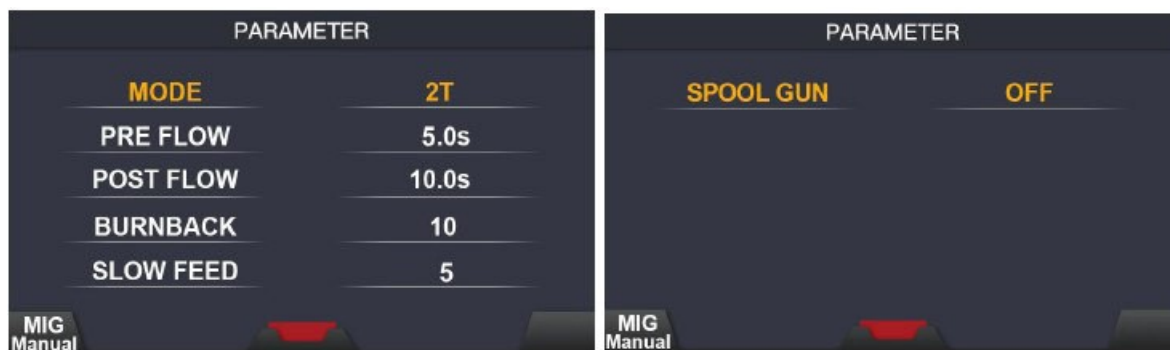 PARAMETER
MODE 2T
PRE FLOW 5.0s
POST FLOW 10.0s
BURNBACK 10
SLOW FEED 5
MIG
Manual
PARAMETER
SPOOL GUN OFF
MIG
Manual